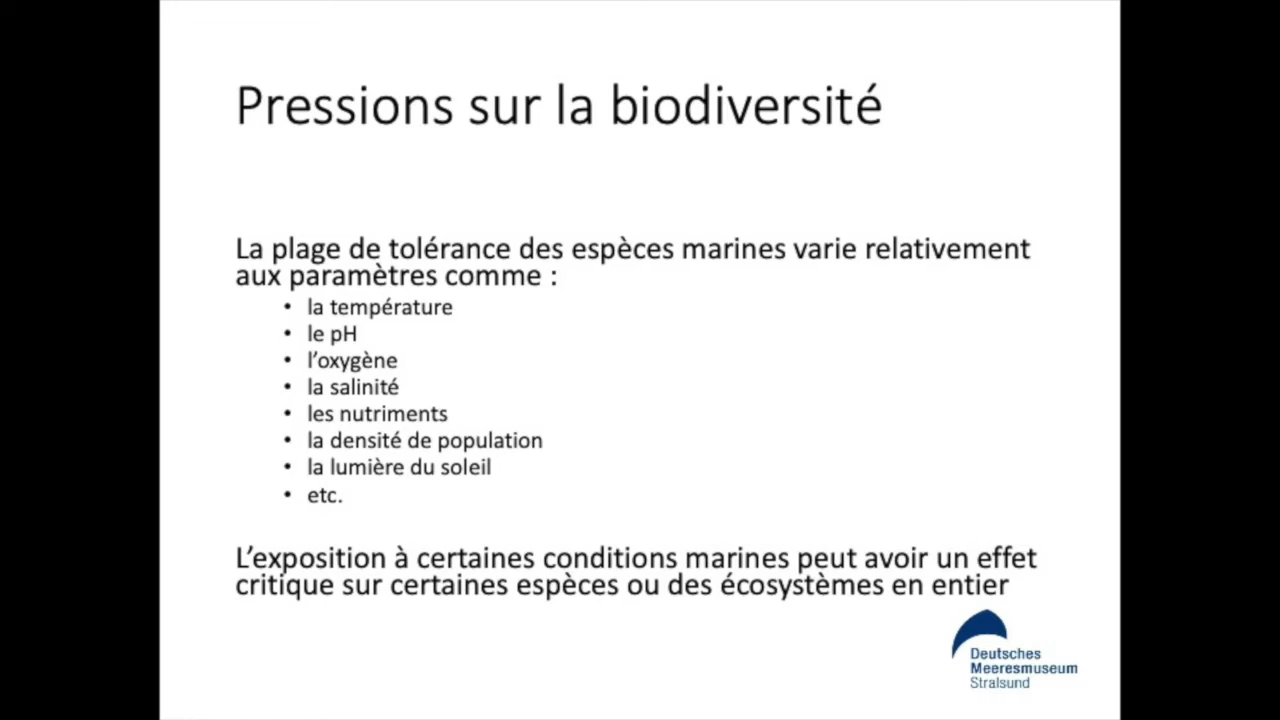 Pressions sur la biodiversité
La plage de tolérance des espèces marines varie relativement
aux paramètres comme :
• la température
• le pH
• l’oxygène
• la salinité
• les nutriments
• la densité de population
• la lumière du soleil
• etc.
L’exposition à certaines conditions marines peut avoir un effet
critique sur certaines espèces ou des écosystèmes en entier
Deutsches
Meeresmuseum
Stralsund